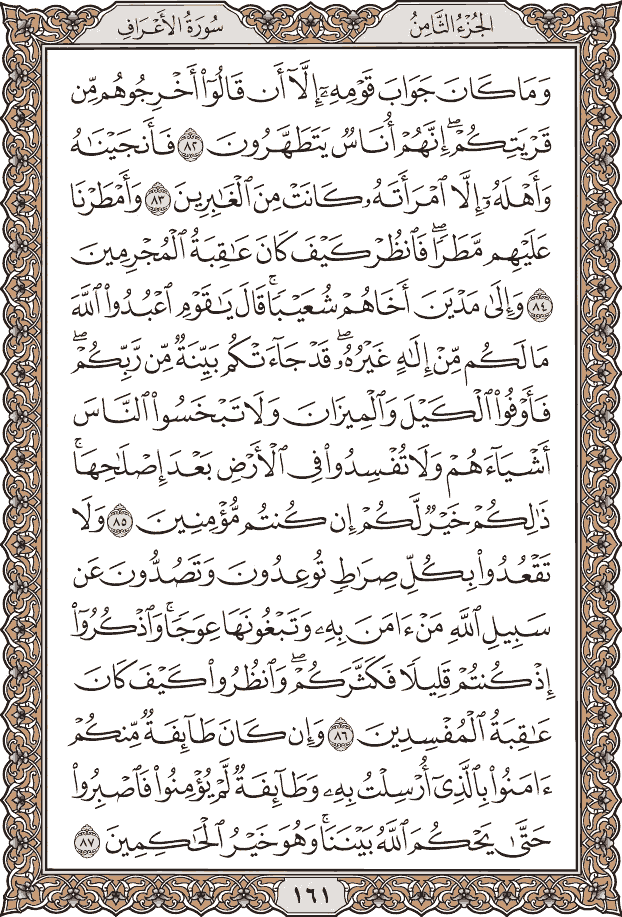 الجُزْءُ الثَّامِنُ
سُورَةُ الأَعْرَافِ
وَمَا كَانَ جَوَابَ قَوْمِهِۦٓ إِلَّآ أَن قَالُوٓا۟ أَخْرِجُوهُم مِّن
قَرْيَتِكُمْ ۖ إِنَّهُمْ أُنَاسٌ يَتَطَهَّرُونَ ٨٢ فَأَنجَيْنَـٰهُ
وَأَهْلَهُۥٓ إِلَّا ٱمْرَأَتَهُۥ كَانَتْ مِنَ ٱلْغَـٰبِرِينَ ٨٣ وَأَمْطَرْنَا
عَلَيْهِم مَّطَرًا ۖ فَٱنظُرْ كَيْفَ كَانَ عَـٰقِبَةُ ٱلْمُجْرِمِينَ
٨٤ وَإِلَىٰ مَدْيَنَ أَخَاهُمْ شُعَيْبًا ۗ قَالَ يَـٰقَوْمِ ٱعْبُدُوا۟ ٱللَّهَ
مَا لَكُم مِّنْ إِلَـٰهٍ غَيْرُهُۥ ۖ قَدْ جَآءَتْكُم بَيِّنَةٌ مِّن رَّبِّكُمْ ۖ
فَأَوْفُوا۟ ٱلْكَيْلَ وَٱلْمِيزَانَ وَلَا تَبْخَسُوا۟ ٱلنَّاسَ
أَشْيَآءَهُمْ وَلَا تُفْسِدُوا۟ فِى ٱلْأَرْضِ بَعْدَ إِصْلَـٰحِهَا ۚ
ذَٰلِكُمْ خَيْرٌ لَّكُمْ إِن كُنتُم مُّؤْمِنِينَ ٨٥ وَلَا
تَقْعُدُوا۟ بِكُلِّ صِرَٰطٍ تُوعِدُونَ وَتَصُدُّونَ عَن
سَبِيلِ ٱللَّهِ مَنْ ءَامَنَ بِهِۦ وَتَبْغُونَهَا عِوَجًا ۚ وَٱذْكُرُوٓا۟
إِذْ كُنتُمْ قَلِيلًا فَكَثَّرَكُمْ ۖ وَٱنظُرُوا۟ كَيْفَ كَانَ
عَـٰقِبَةُ ٱلْمُفْسِدِينَ ٨٦ وَإِن كَانَ طَآئِفَةٌ مِّنكُمْ
ءَامَنُوا۟ بِٱلَّذِىٓ أُرْسِلْتُ بِهِۦ وَطَآئِفَةٌ لَّمْ يُؤْمِنُوا۟ فَٱصْبِرُوا۟
حَتَّىٰ يَحْكُمَ ٱللَّهُ بَيْنَنَا ۚ وَهُوَ خَيْرُ ٱلْحَـٰكِمِينَ ٨٧
١٦١